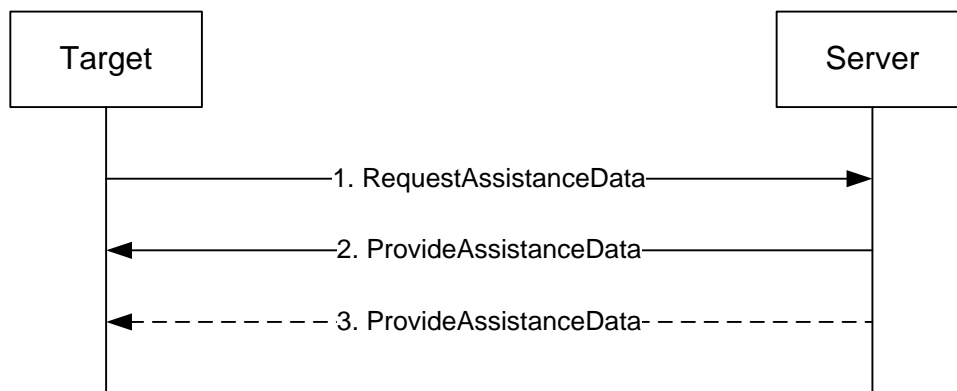 Target
Server
1. RequestAssistanceData
2. ProvideAssistanceData
3. ProvideAssistanceData